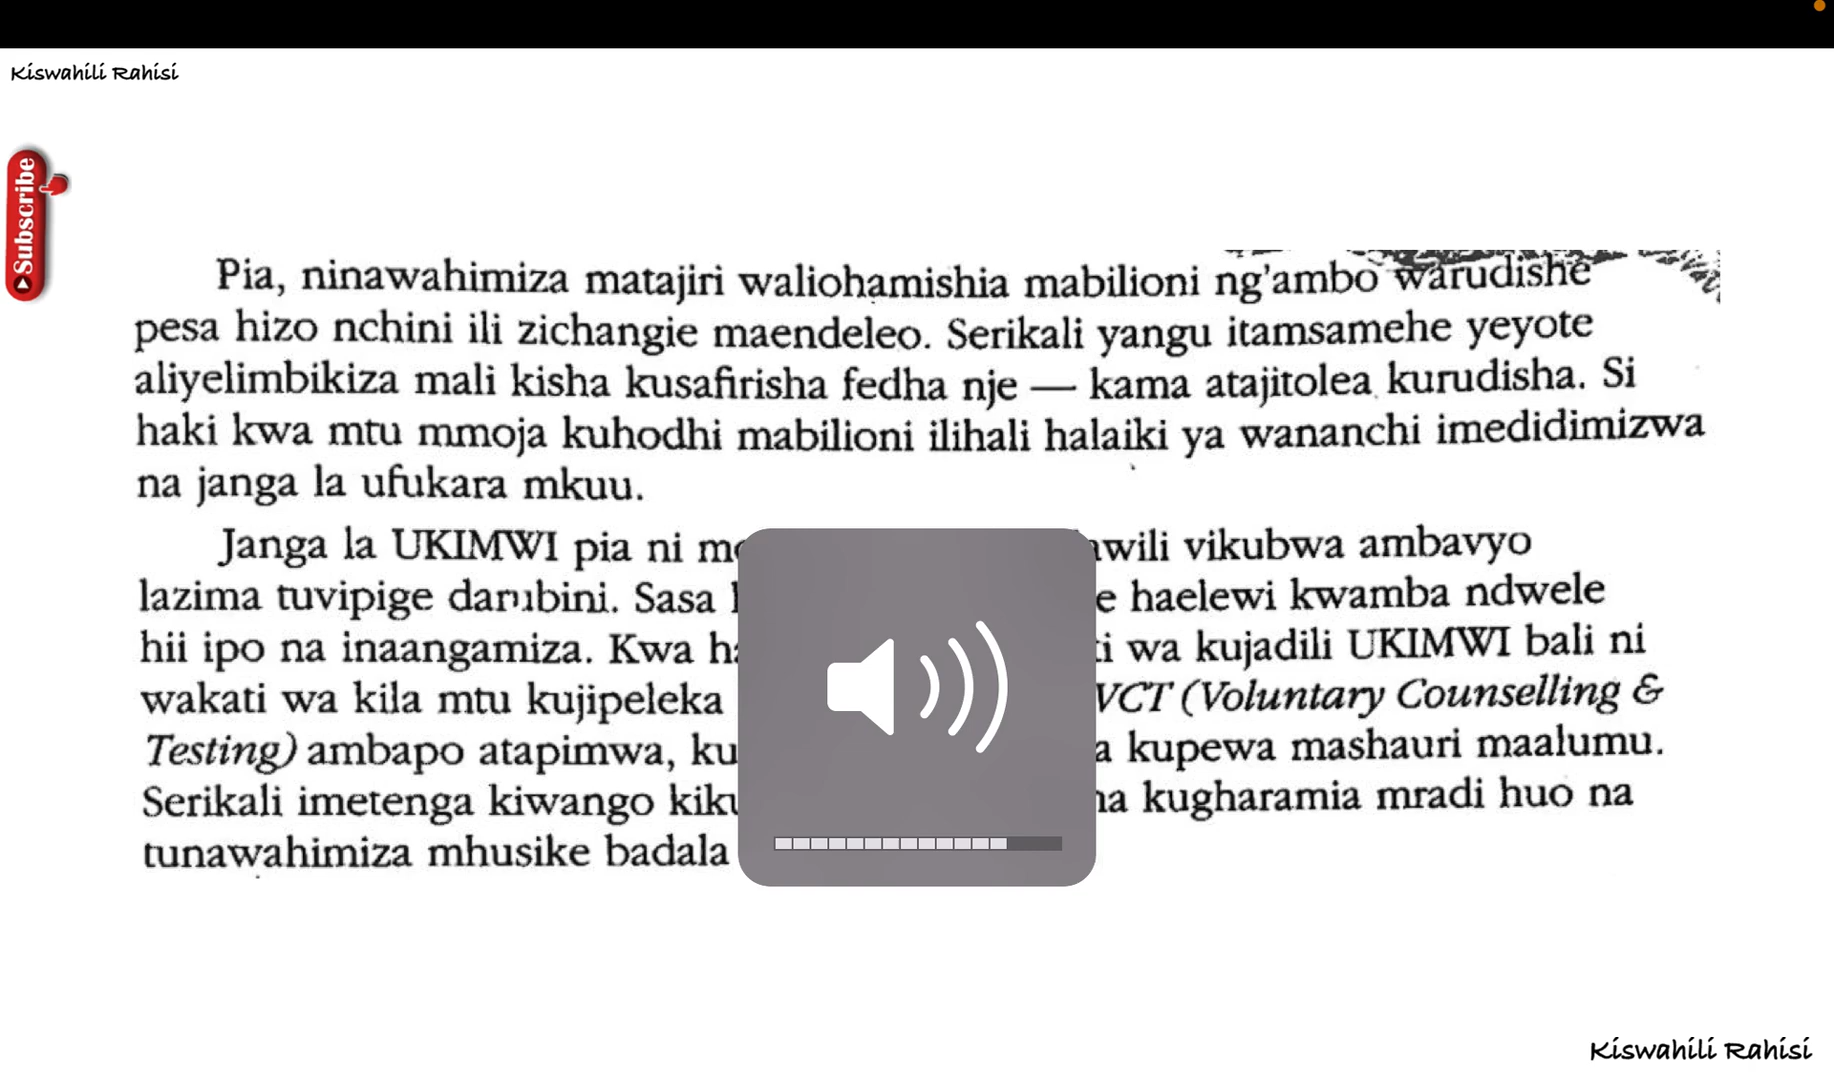 Kiswahili Rahisi
Subscribe
Pia, ninawahimiza matajiri waliohamishia mabilioni ng'ambo warudishe
pesa hizo nchini ili zichangie maendeleo. Serikali yangu itamsamehe yeyote
aliyelimbikiza mali kisha kusafirisha fedha nje — kama atajitolea kurudisha. Si
haki kwa mtu mmoja kuhodhi mabilioni ilihali halaiki ya wananchi imedidimizwa
na janga la ufukara mkuu.
Janga la UKIMWI pia ni vikubwa ambavyo
lazima tuvipige darubini. Sasa haelewi kwamba ndwele
hii ipo na inaangamiza. Kwa wa kujadili UKIMWI bali ni
wakati wa kila mtu kujipeleka VCT (Voluntary Counselling &
Testing) ambapo atapimwa, kupewa mashauri maalumu.
Serikali imetenga kiwango kugharamia mradi huo na
tunawahimiza mhusike badala
Kiswahili Rahisi